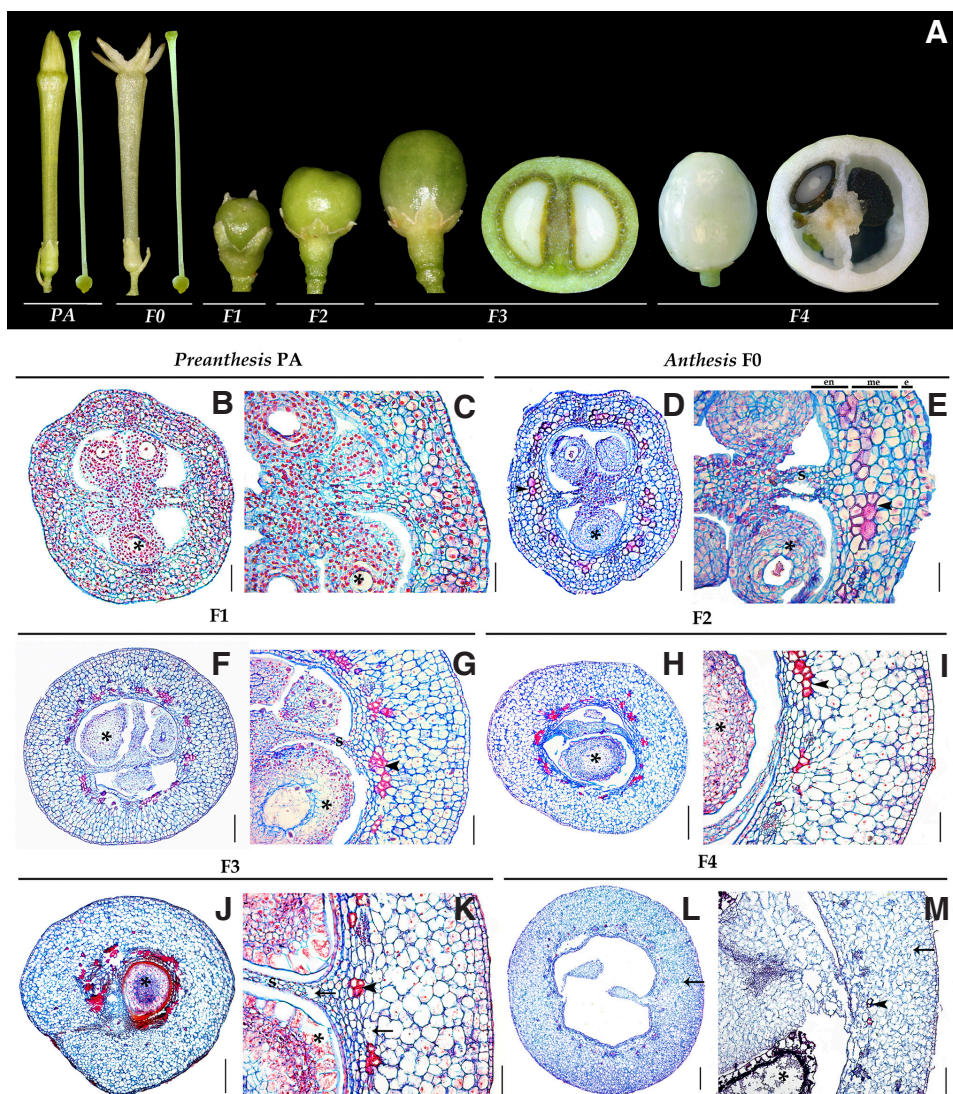 A
PA F0 F1 F2 F3 F4
Preanthesis PA Anthesis F0
en me e
B C D E
s
*
*
*
*
F1 F2
F G H I
s
*
*
*
*
F3 F4
J K L M
s
*
*
*